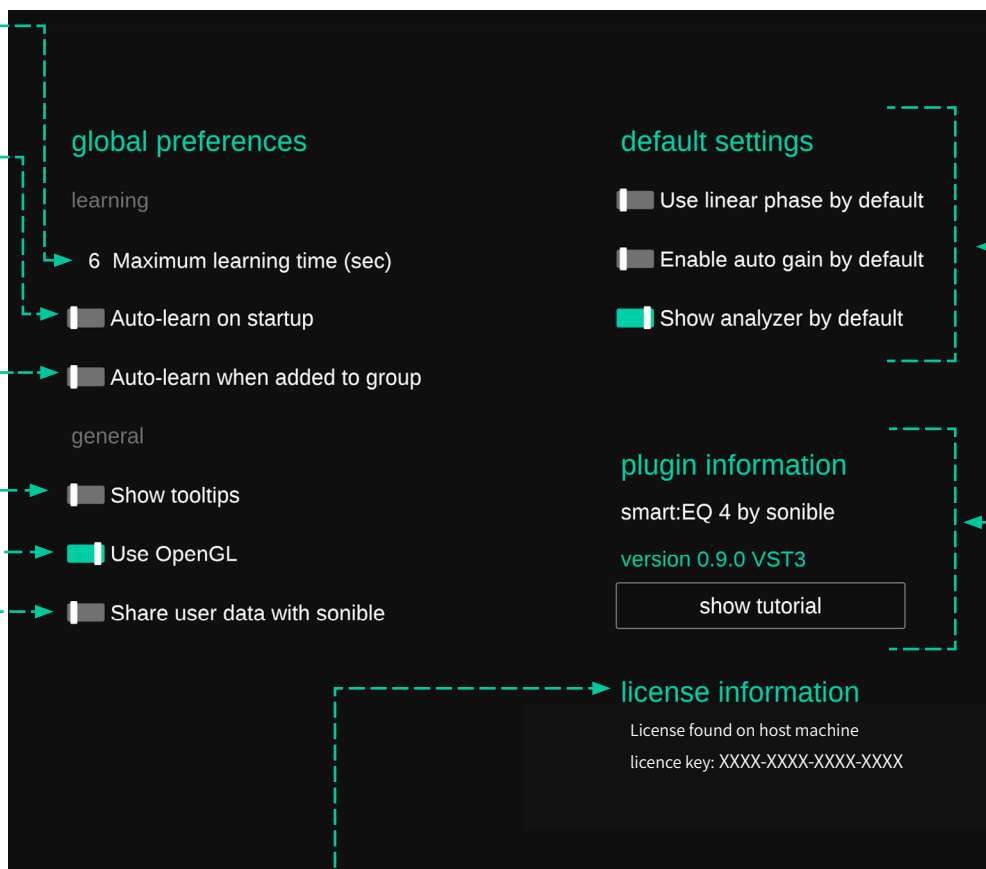 global preferences
learning
6 Maximum learning time (sec)
Auto-learn on startup
Auto-learn when added to group
general
Show tooltips
Use OpenGL
Share user data with sonible
default settings
Use linear phase by default
Enable auto gain by default
Show analyzer by default
plugin information
smart:EQ 4 by sonible
version 0.9.0 VST3
show tutorial
license information
License found on host machine
licence key: XXXX-XXXX-XXXX-XXXX